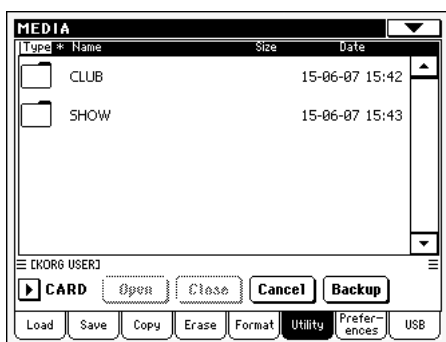 MEDIA
Type * Name Size Date
CLUB 15-06-07 15:42
SHOW 15-06-07 15:43
[KORG USER]
CARD Open Close Cancel Backup
Load Save Copy Erase Format Utility Prefer-ences USB